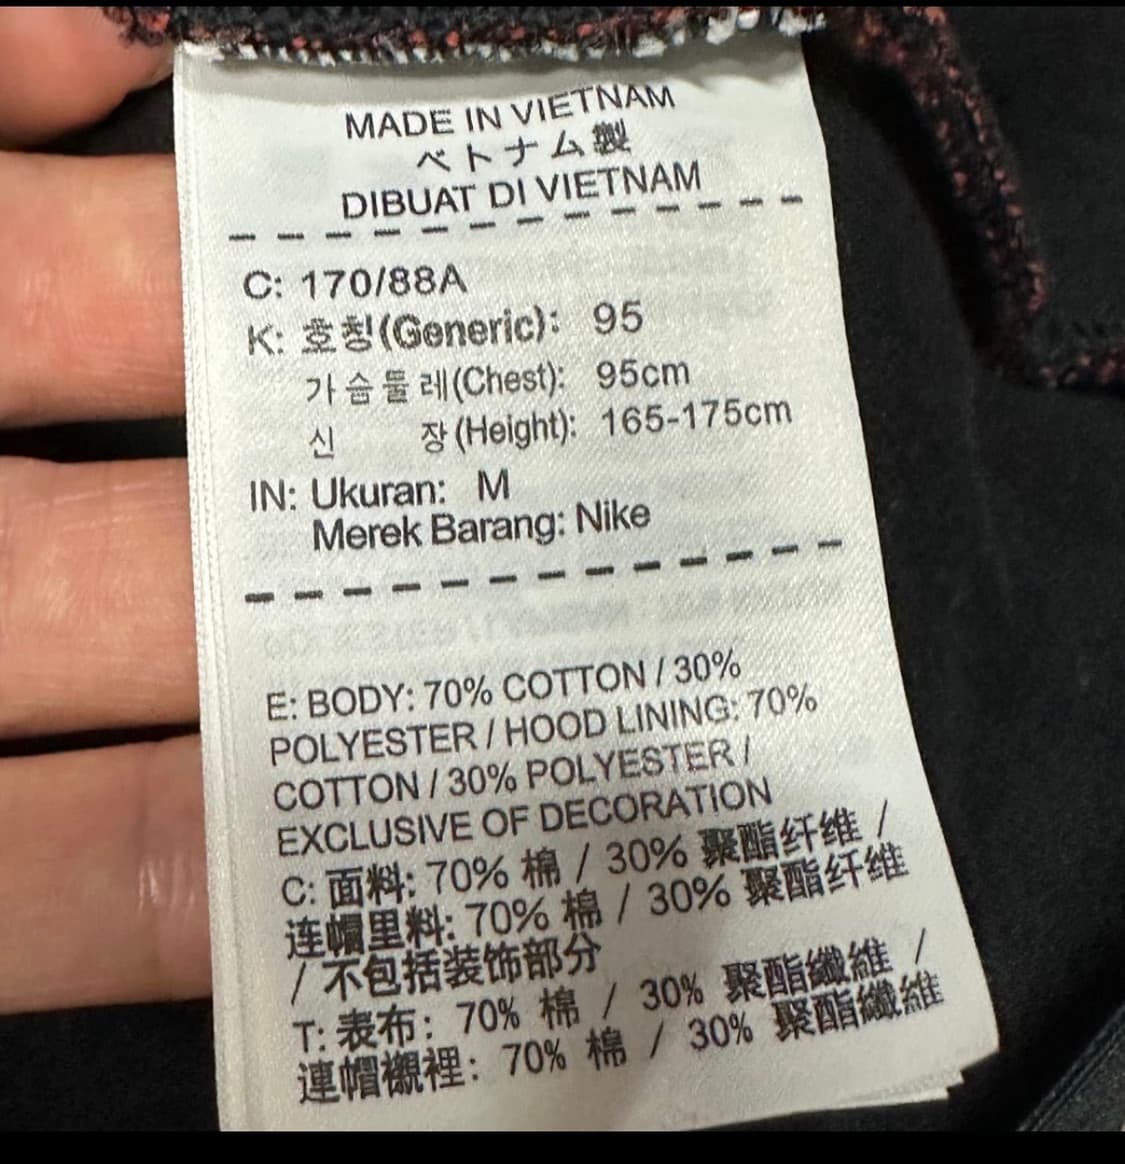 MADE IN VIETNAM
ベトナム製
DIBUAT DI VIETNAM
C: 170/88A
K: 호칭(Generic): 95
가슴둘레(Chest): 95cm
신 장(Height): 165-175cm
IN: Ukuran: M
Merek Barang: Nike
E: BODY: 70% COTTON / 30%
POLYESTER / HOOD LINING: 70%
COTTON / 30% POLYESTER /
EXCLUSIVE OF DECORATION
C: 面料: 70% 棉 / 30% 聚酯纤维 /
连帽里料: 70% 棉 / 30% 聚酯纤维
/ 不包括装饰部分
T: 表布: 70% 棉 / 30% 聚酯纖維 /
連帽襯裡: 70% 棉 / 30% 聚酯纖維